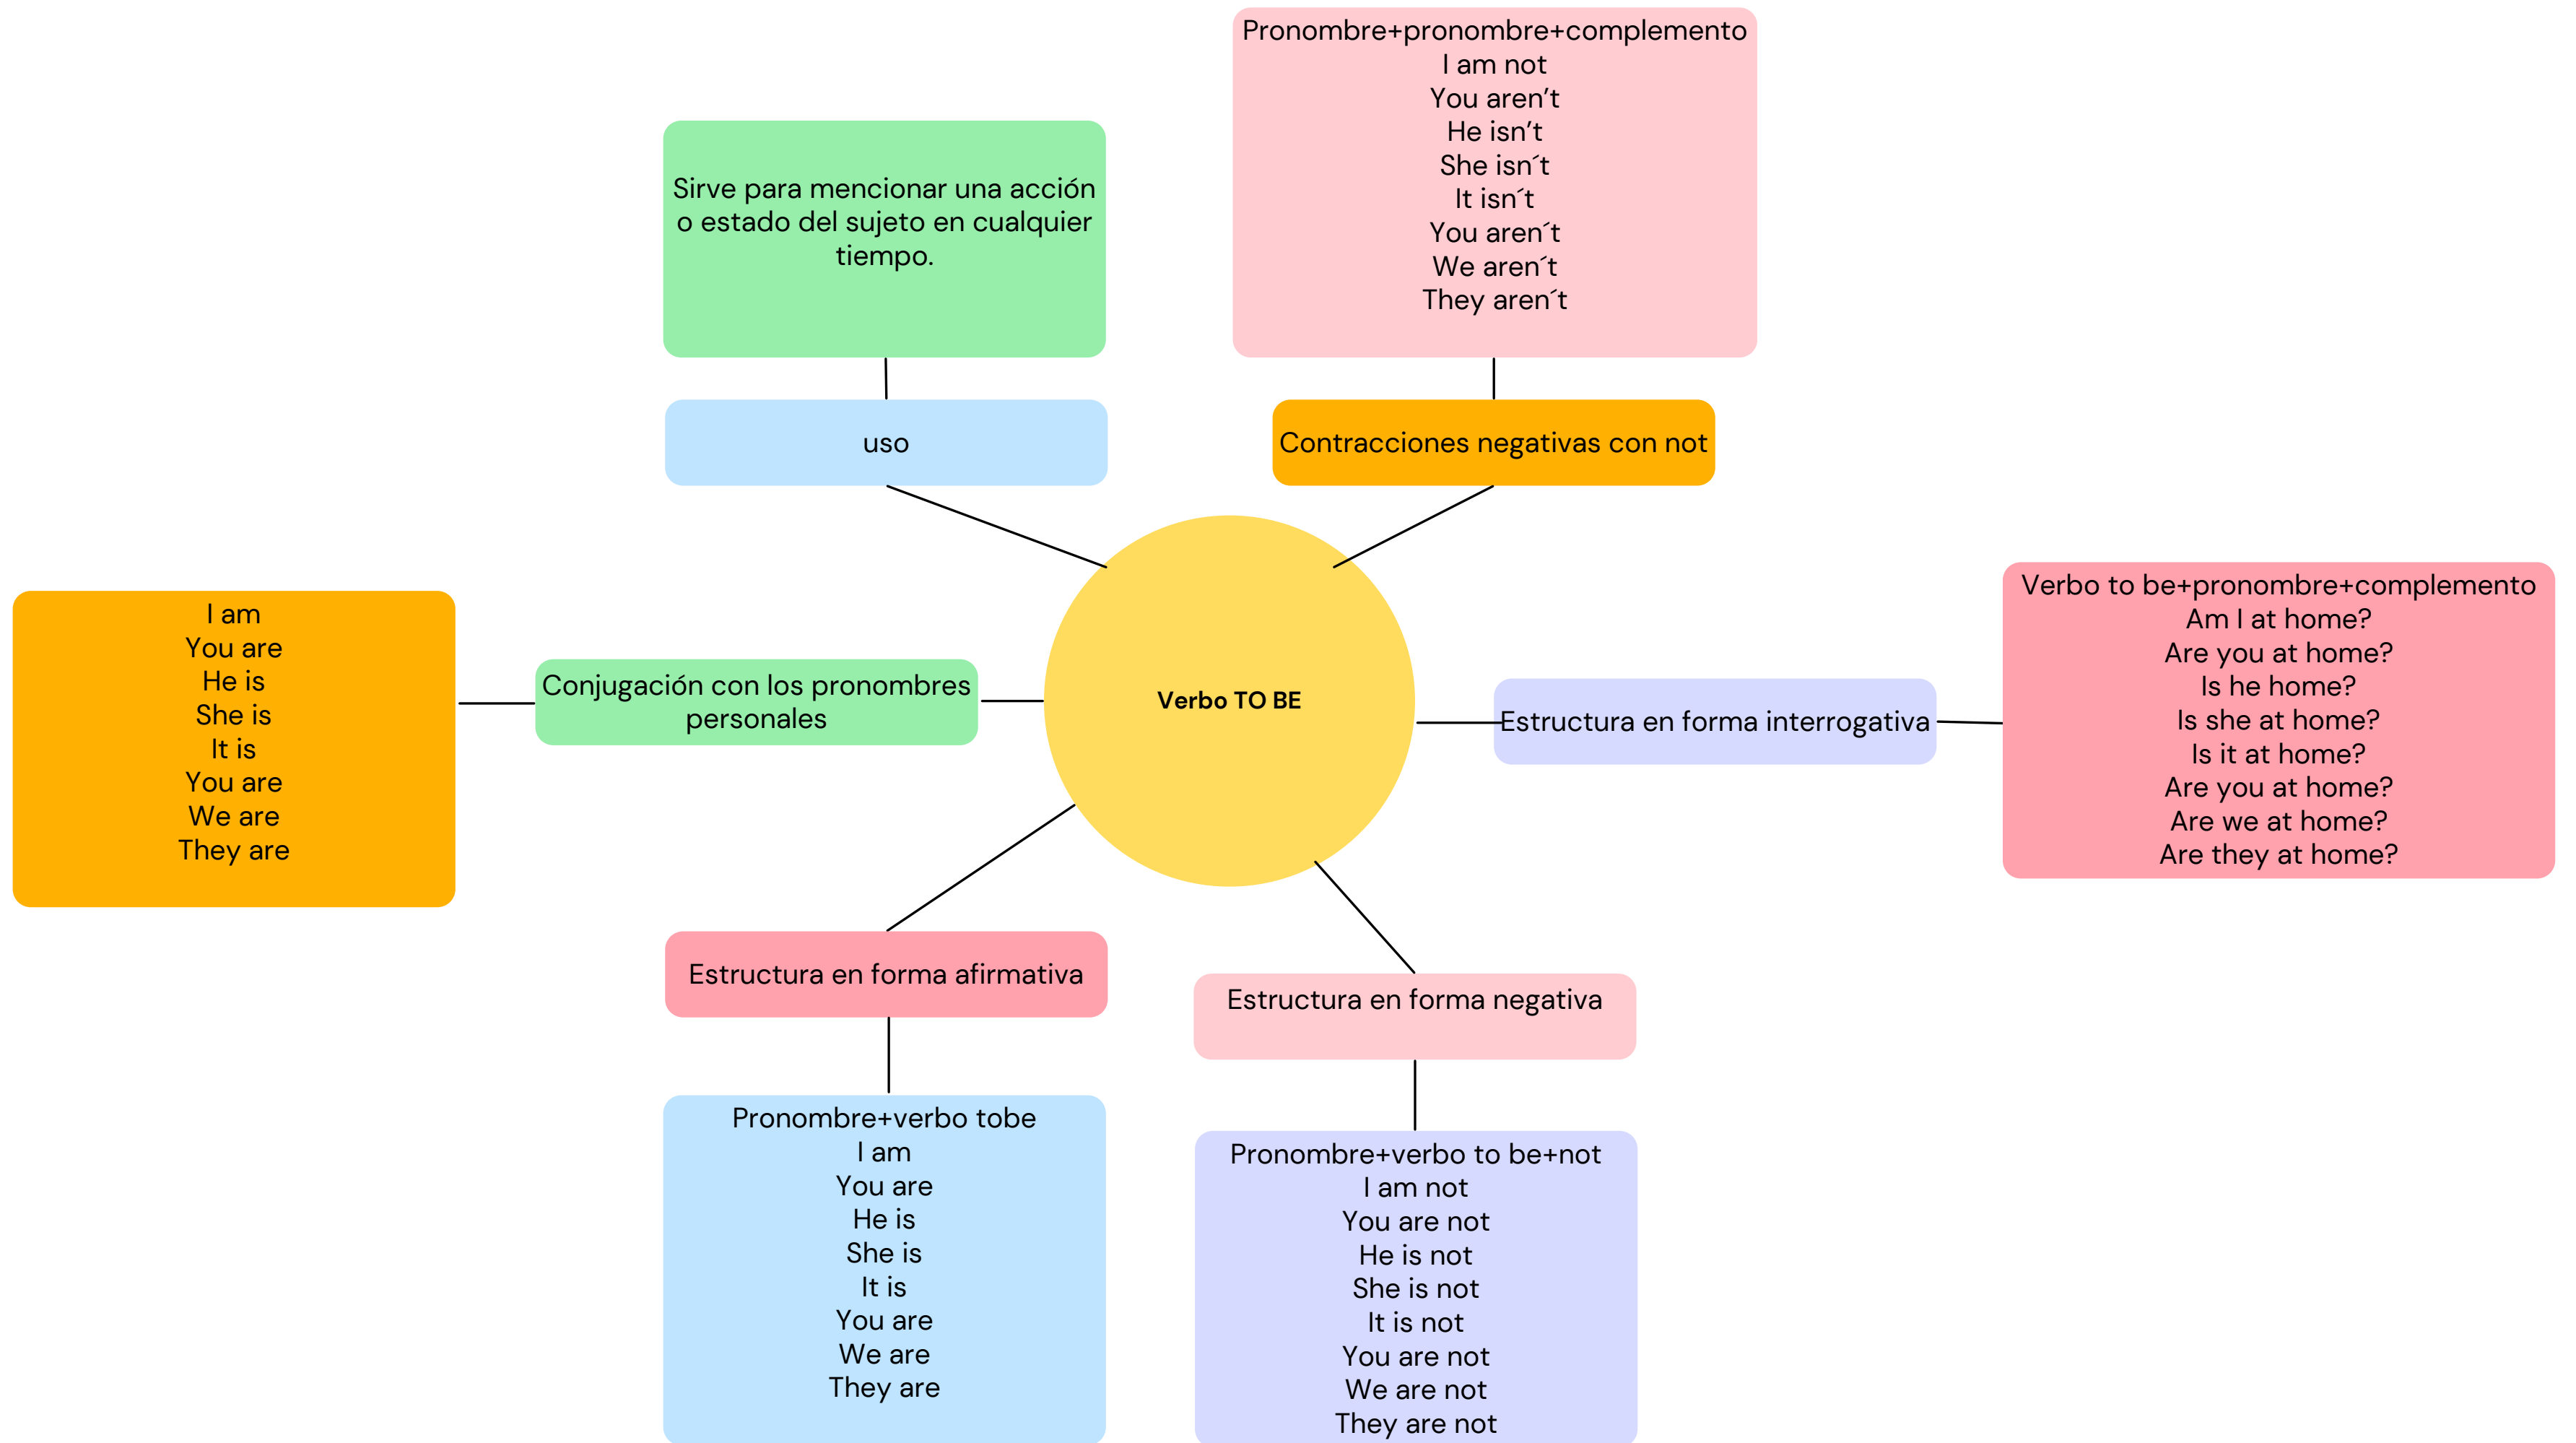 Pronombre+pronombre+complemento
I am not
You aren’t
He isn’t
She isn´t
It isn´t
You aren´t
We aren´t
They aren´t
Sirve para mencionar una acción
o estado del sujeto en cualquier
tiempo.
uso
Contracciones negativas con not
I am
You are
He is
She is
It is
You are
We are
They are
Conjugación con los pronombres
personales
Verbo TO BE
Estructura en forma interrogativa
Verbo to be+pronombre+complemento
Am I at home?
Are you at home?
Is he home?
Is she at home?
Is it at home?
Are you at home?
Are we at home?
Are they at home?
Estructura en forma afirmativa
Estructura en forma negativa
Pronombre+verbo tobe
I am
You are
He is
She is
It is
You are
We are
They are
Pronombre+verbo to be+not
I am not
You are not
He is not
She is not
It is not
You are not
We are not
They are not